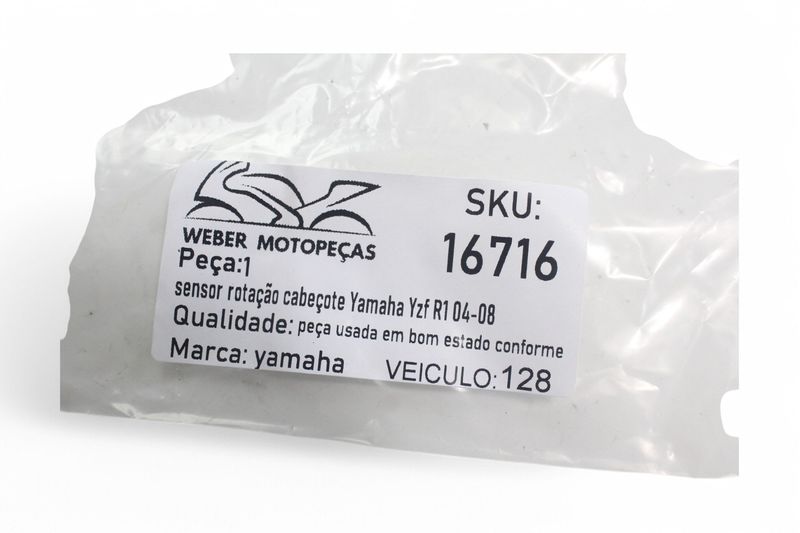 WEBER MOTOPEÇAS
SKU:
16716
Peça:1
sensor rotação cabeçote Yamaha Yzf R1 04-08
Qualidade: peça usada em bom estado conforme
Marca: yamaha
VEICULO: 128